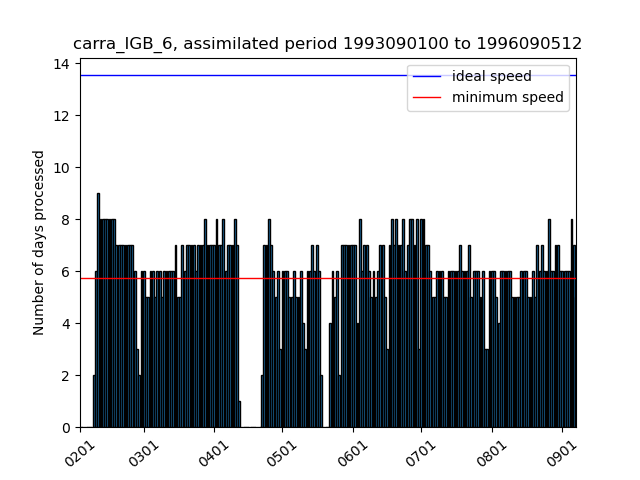 carra_IGB_6, assimilated period 1993090100 to 1996090512
14
12
10
8
6
4
2
0
Number of days processed
ideal speed
minimum speed
0201 0301 0401 0501 0601 0701 0801 0901